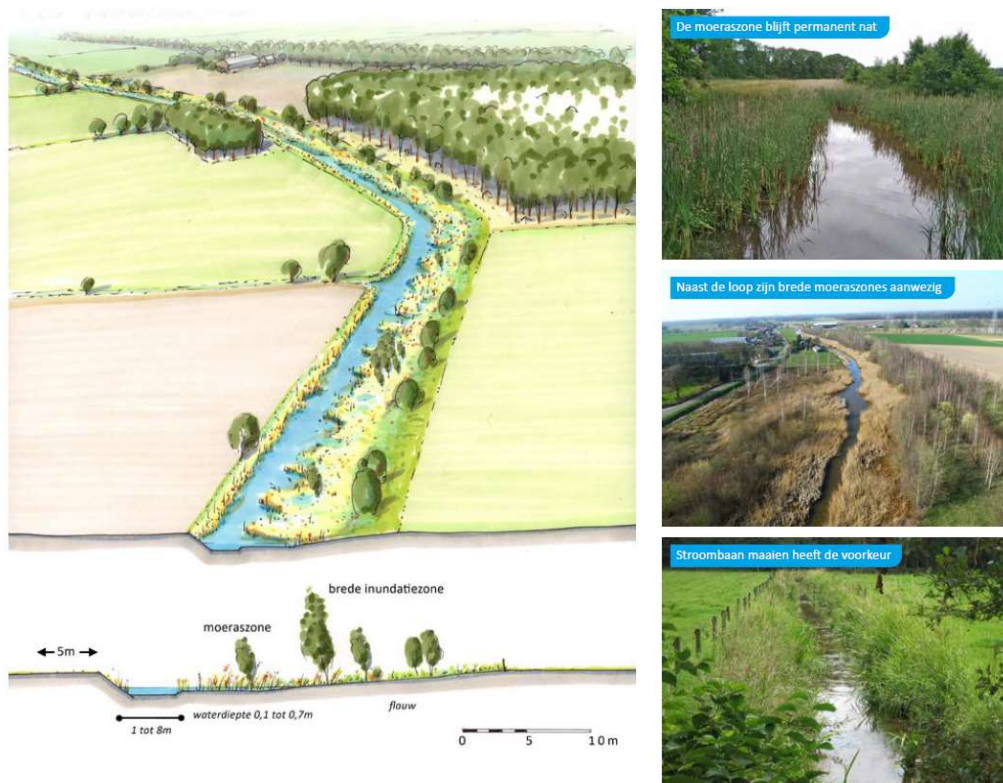 De moeraszone blijft permanent nat
Naast de loop zijn brede moeraszones aanwezig
Stroombaan maaien heeft de voorkeur
brede inundatiezone
moeraszone
5m
flauw
waterdiepte 0,1 tot 0,7m
1 tot 8m
0 5 10 m